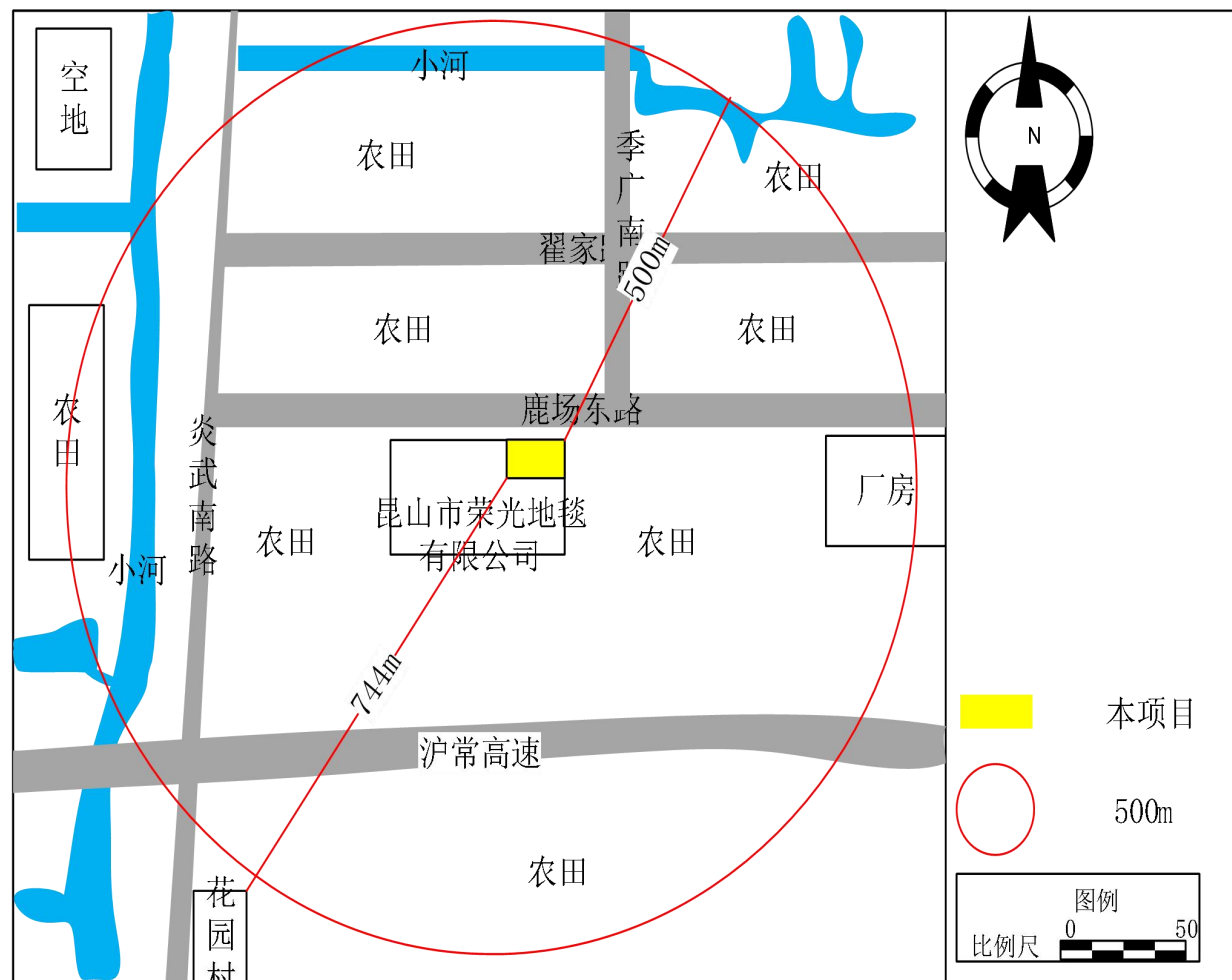 空地
小河
农田
季广南路
农田
翟家路
500m
农田
农田
农田
鹿场东路
炎武南路
厂房
昆山市荣光地毯
有限公司
农田
农田
小河
744m
沪常高速
农田
花园村
N
本项目
500m
图例
0 50
比例尺